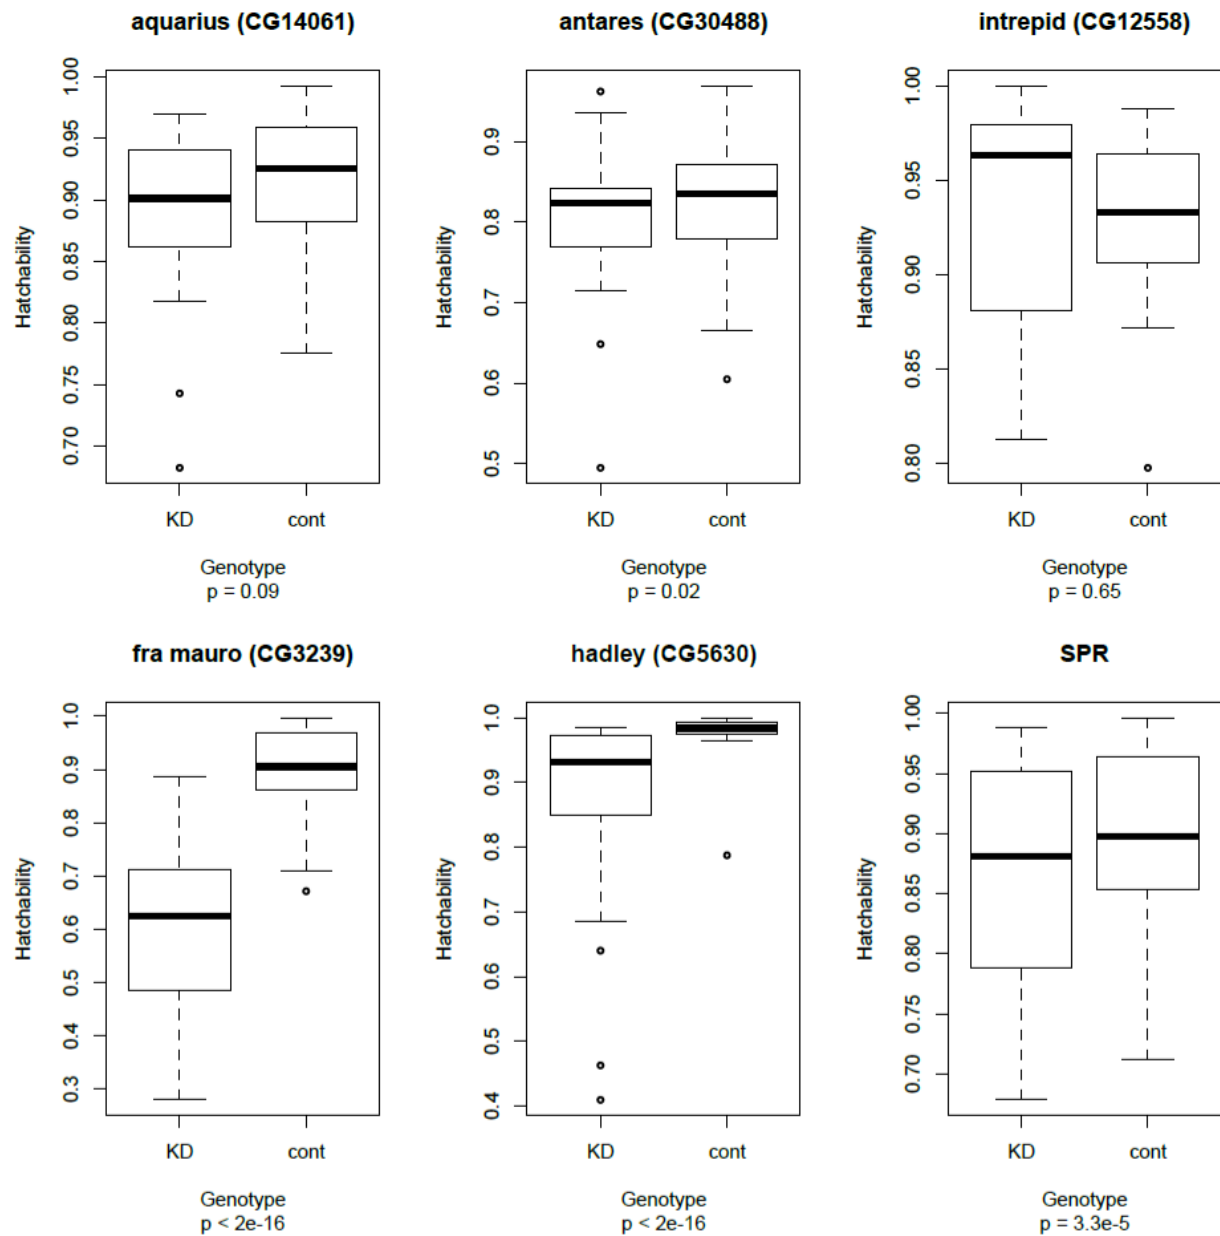 aquarius (CG14061)
antares (CG30488)
intrepid (CG12558)
Hatchability
1.00
0.95
0.90
0.85
0.80
0.75
0.70
KD
cont
Genotype
p = 0.09
Hatchability
0.9
0.8
0.7
0.6
0.5
KD
cont
Genotype
p = 0.02
Hatchability
1.00
0.95
0.90
0.85
0.80
KD
cont
Genotype
p = 0.65
fra mauro (CG3239)
hadley (CG5630)
SPR
Hatchability
1.0
0.9
0.8
0.7
0.6
0.5
0.4
0.3
KD
cont
Genotype
p < 2e-16
Hatchability
1.0
0.9
0.8
0.7
0.6
0.5
0.4
KD
cont
Genotype
p < 2e-16
Hatchability
1.00
0.95
0.90
0.85
0.80
0.75
0.70
KD
cont
Genotype
p = 3.3e-5